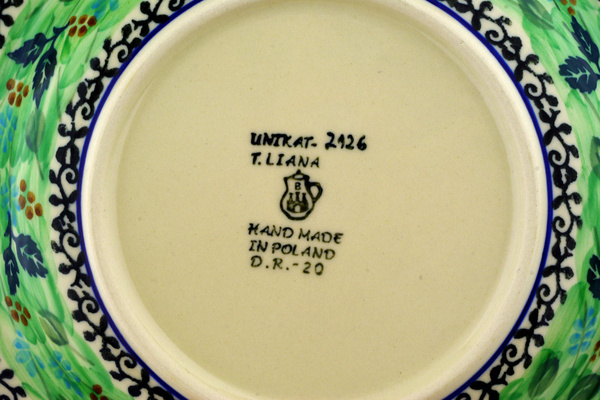 UNIKAT- 2126
T. LIANA
B
HAND MADE
IN POLAND
D.R.-20